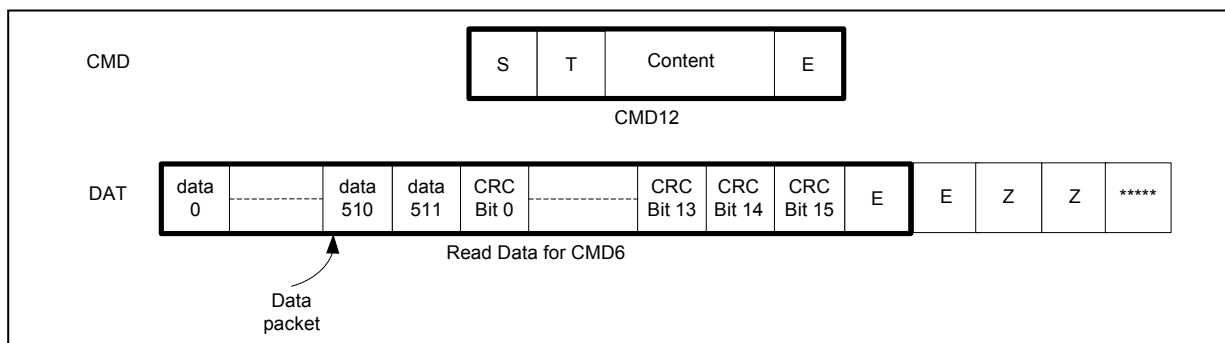 CMD
S T Content E
CMD12
DAT
data 0 data 510 data 511 CRC Bit 0 CRC Bit 13 CRC Bit 14 CRC Bit 15 E E Z Z *****
Read Data for CMD6
Data
packet